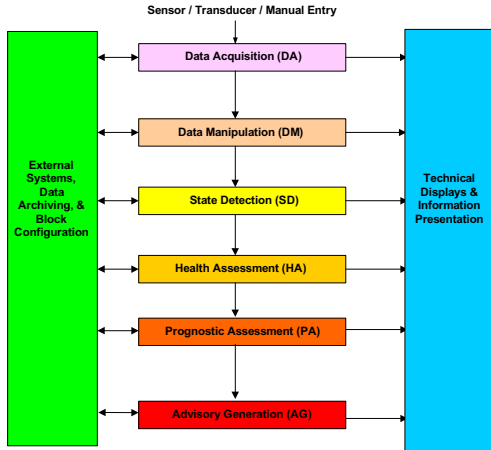 Sensor / Transducer / Manual Entry
Data Acquisition (DA)
Data Manipulation (DM)
State Detection (SD)
Health Assessment (HA)
Prognostic Assessment (PA)
Advisory Generation (AG)
External
Systems,
Data
Archiving, &
Block
Configuration
Technical
Displays &
Information
Presentation